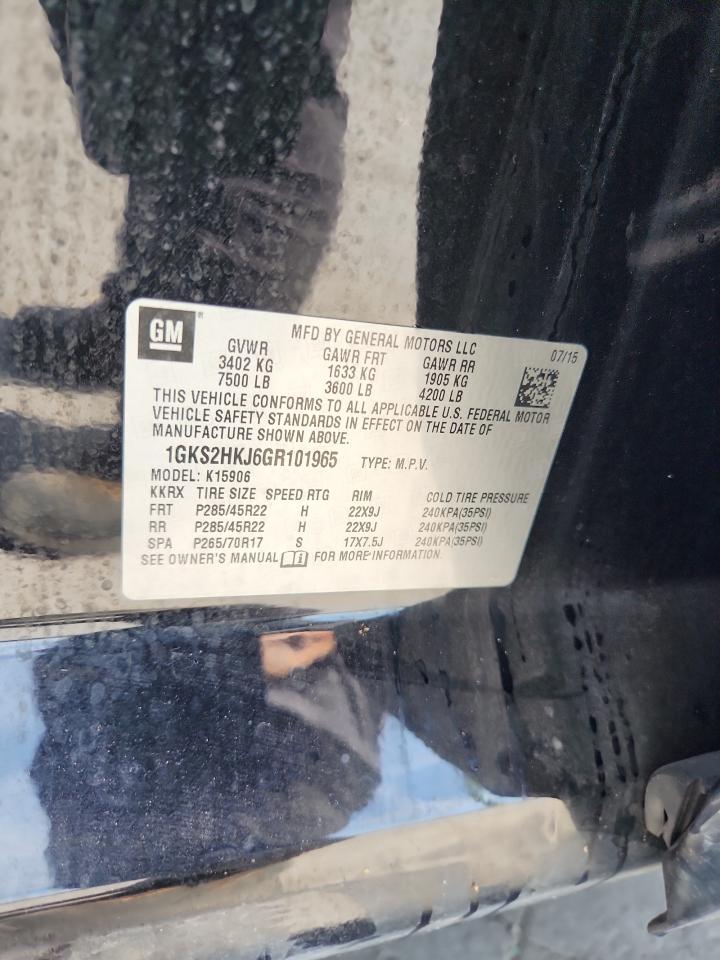 GM
MFD BY GENERAL MOTORS LLC 07/15
GVWR GAWR FRT GAWR RR
3402 KG 1633 KG 1905 KG
7500 LB 3600 LB 4200 LB
THIS VEHICLE CONFORMS TO ALL APPLICABLE U.S. FEDERAL MOTOR
VEHICLE SAFETY STANDARDS IN EFFECT ON THE DATE OF
MANUFACTURE SHOWN ABOVE.
1GKS2HKJ6GR101965 TYPE: M.P.V.
MODEL: K15906
KKRX TIRE SIZE SPEED RTG RIM COLD TIRE PRESSURE
FRT P285/45R22 H 22X9J 240KPA(35PSI)
RR P285/45R22 H 22X9J 240KPA(35PSI)
SPA P265/70R17 S 17X7.5J 240KPA(35PSI)
SEE OWNER'S MANUAL FOR MORE INFORMATION.